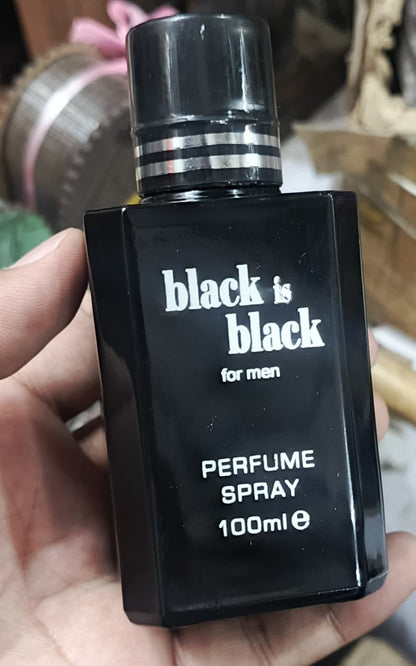 black is
black
for men
PERFUME
SPRAY
100ml ℮